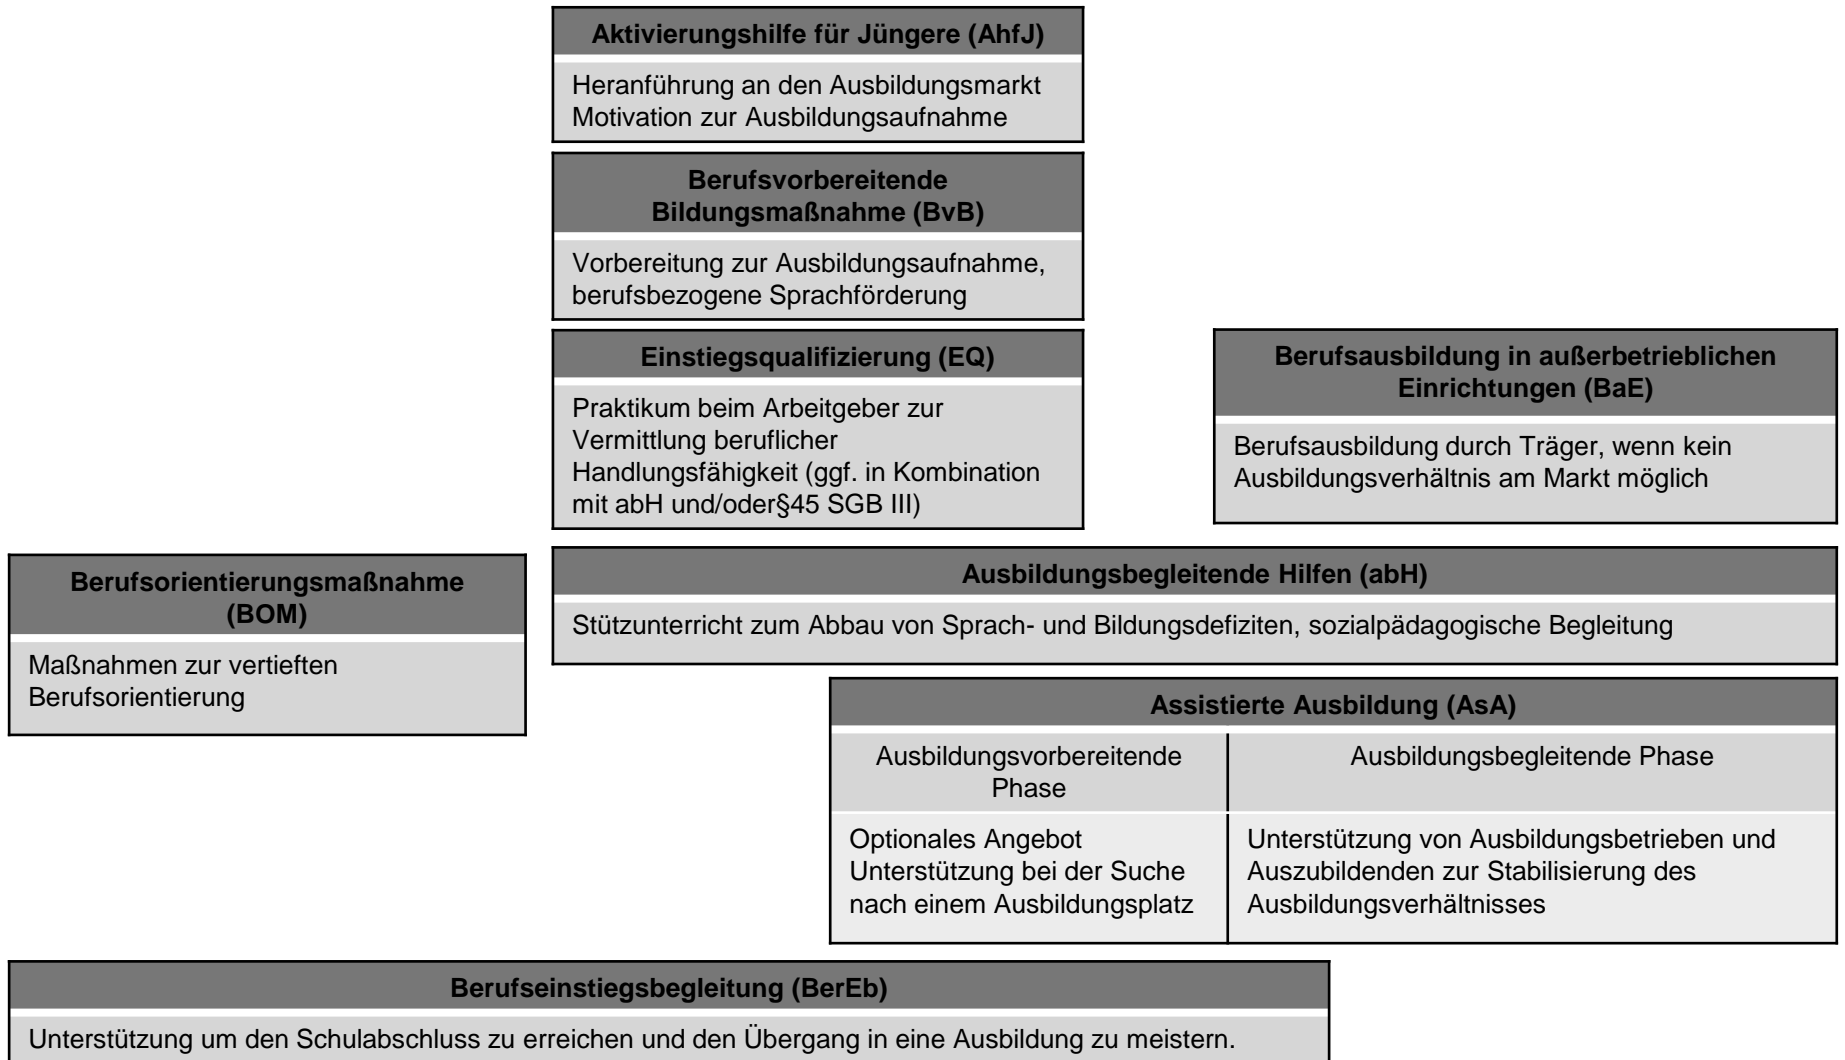 Aktivierungshilfe für Jüngere (AhfJ)
Heranführung an den Ausbildungsmarkt
Motivation zur Ausbildungsaufnahme
Berufsvorbereitende
Bildungsmaßnahme (BvB)
Vorbereitung zur Ausbildungsaufnahme,
berufsbezogene Sprachförderung
Einstiegsqualifizierung (EQ)
Praktikum beim Arbeitgeber zur
Vermittlung beruflicher
Handlungsfähigkeit (ggf. in Kombination
mit abH und/oder§45 SGB III)
Berufsausbildung in außerbetrieblichen
Einrichtungen (BaE)
Berufsausbildung durch Träger, wenn kein
Ausbildungsverhältnis am Markt möglich
Berufsorientierungsmaßnahme
(BOM)
Maßnahmen zur vertieften
Berufsorientierung
Ausbildungsbegleitende Hilfen (abH)
Stützunterricht zum Abbau von Sprach- und Bildungsdefiziten, sozialpädagogische Begleitung
Assistierte Ausbildung (AsA)
Ausbildungsvorbereitende
Phase
Optionales Angebot
Unterstützung bei der Suche
nach einem Ausbildungsplatz
Ausbildungsbegleitende Phase
Unterstützung von Ausbildungsbetrieben und
Auszubildenden zur Stabilisierung des
Ausbildungsverhältnisses
Berufseinstiegsbegleitung (BerEb)
Unterstützung um den Schulabschluss zu erreichen und den Übergang in eine Ausbildung zu meistern.